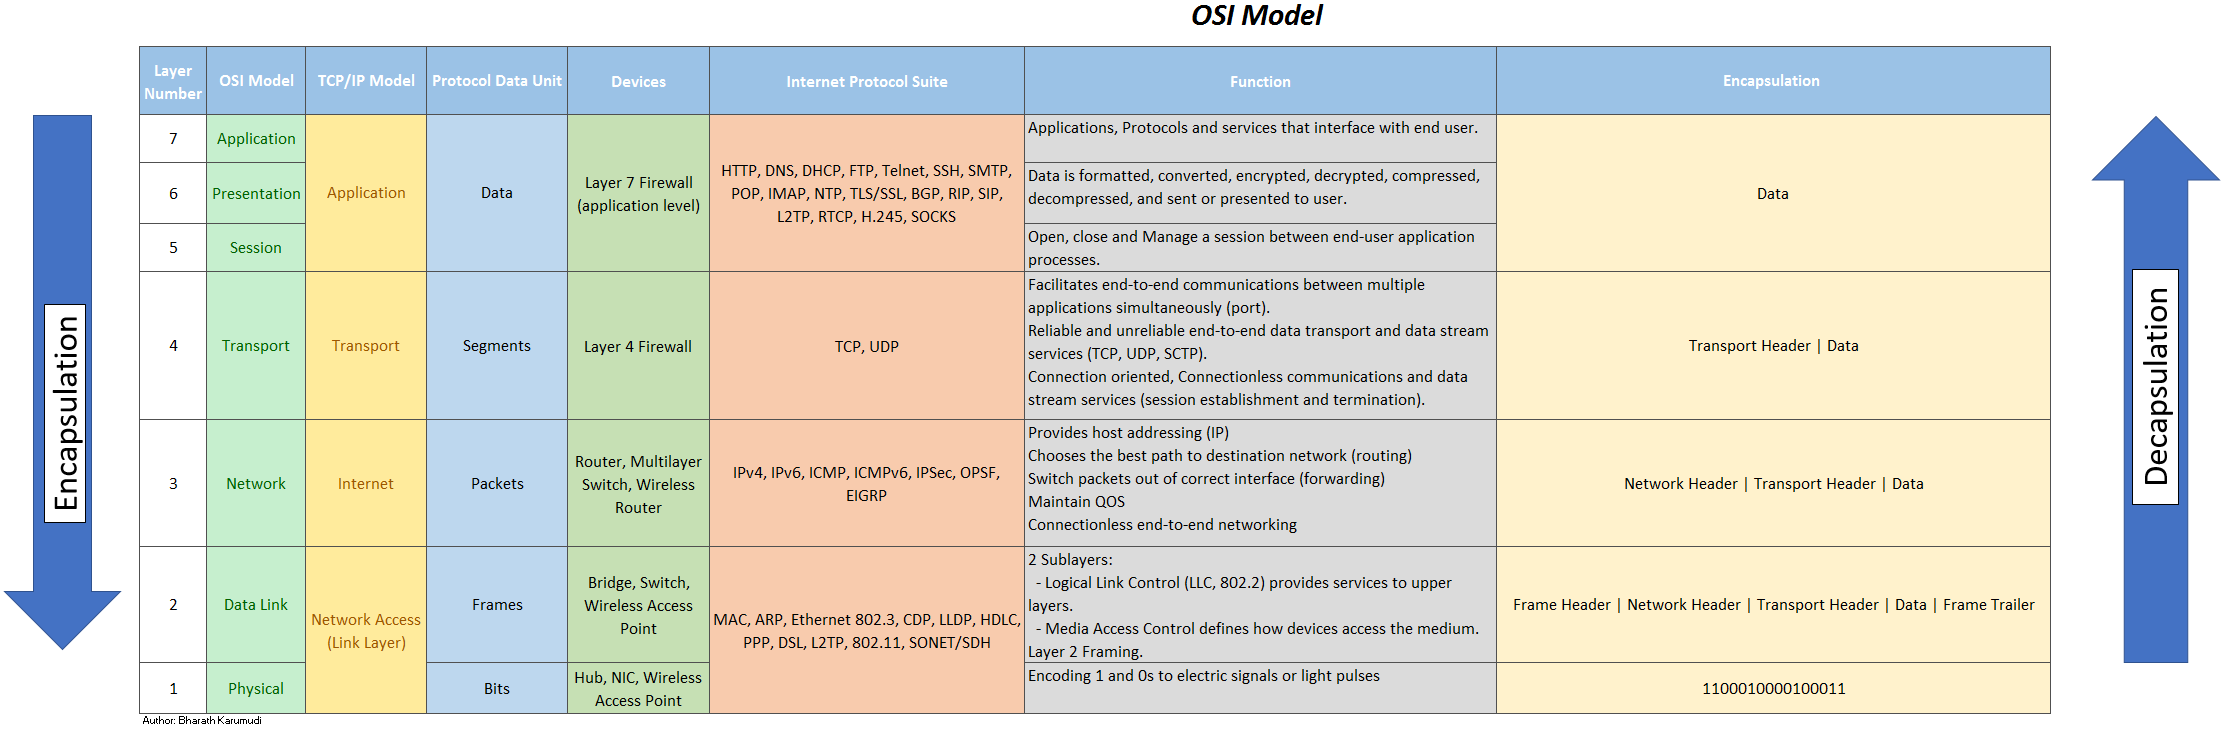 OSI Model
Layer
Number
OSI Model
TCP/IP Model
Protocol Data Unit
Devices
Internet Protocol Suite
Function
Encapsulation
7
Application
Application
Data
Layer 7 Firewall
(application level)
HTTP, DNS, DHCP, FTP, Telnet, SSH, SMTP,
POP, IMAP, NTP, TLS/SSL, BGP, RIP, SIP,
L2TP, RTCP, H.245, SOCKS
Applications, Protocols and services that interface with end user.
Data
6
Presentation
Data is formatted, converted, encrypted, decrypted, compressed,
decompressed, and sent or presented to user.
5
Session
Open, close and Manage a session between end-user application
processes.
4
Transport
Transport
Segments
Layer 4 Firewall
TCP, UDP
Facilitates end-to-end communications between multiple
applications simultaneously (port).
Reliable and unreliable end-to-end data transport and data stream
services (TCP, UDP, SCTP).
Connection oriented, Connectionless communications and data
stream services (session establishment and termination).
Transport Header | Data
3
Network
Internet
Packets
Router, Multilayer
Switch, Wireless
Router
IPv4, IPv6, ICMP, ICMPv6, IPSec, OPSF,
EIGRP
Provides host addressing (IP)
Chooses the best path to destination network (routing)
Switch packets out of correct interface (forwarding)
Maintain QOS
Connectionless end-to-end networking
Network Header | Transport Header | Data
2
Data Link
Network Access
(Link Layer)
Frames
Bridge, Switch,
Wireless Access
Point
MAC, ARP, Ethernet 802.3, CDP, LLDP, HDLC,
PPP, DSL, L2TP, 802.11, SONET/SDH
2 Sublayers:
- Logical Link Control (LLC, 802.2) provides services to upper
layers.
- Media Access Control defines how devices access the medium.
Layer 2 Framing.
Frame Header | Network Header | Transport Header | Data | Frame Trailer
1
Physical
Bits
Hub, NIC, Wireless
Access Point
Encoding 1 and 0s to electric signals or light pulses
1100010000100011
Encapsulation
Decapsulation
Author: Bharath Karumudi